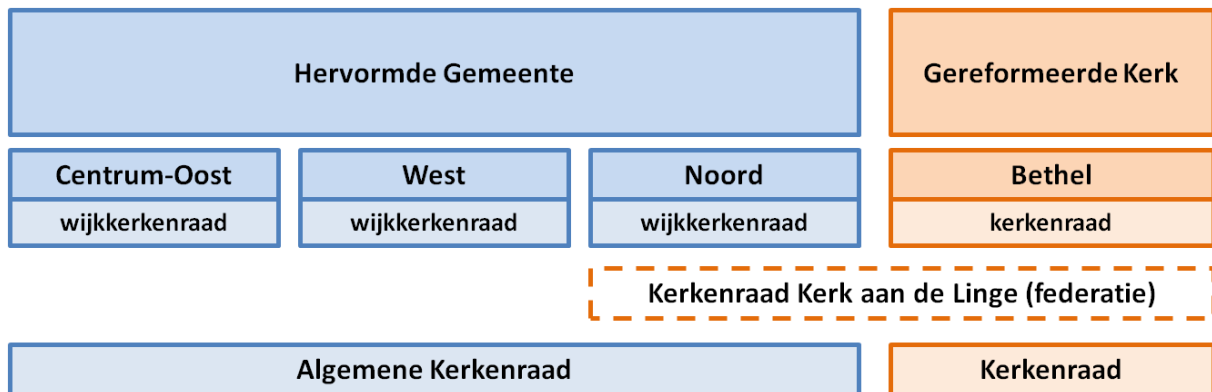 Hervormde Gemeente
Gereformeerde Kerk
Centrum-Oost
West
Noord
Bethel
wijkkerkenraad
wijkkerkenraad
wijkkerkenraad
kerkenraad
Kerkenraad Kerk aan de Linge (federatie)
Algemene Kerkenraad
Kerkenraad